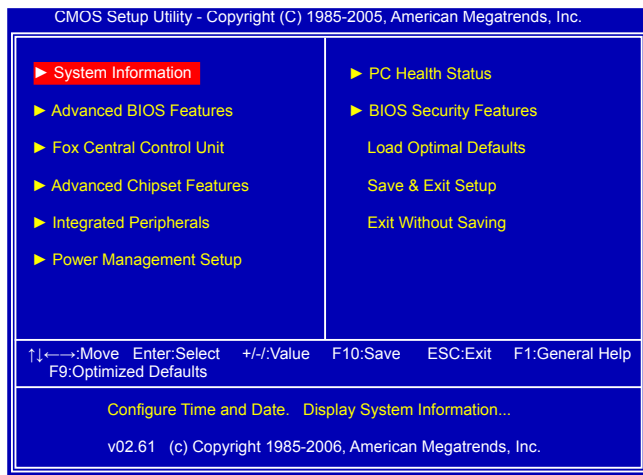 CMOS Setup Utility - Copyright (C) 1985-2005, American Megatrends, Inc.
► System Information
► Advanced BIOS Features
► Fox Central Control Unit
► Advanced Chipset Features
► Integrated Peripherals
► Power Management Setup
► PC Health Status
► BIOS Security Features
Load Optimal Defaults
Save & Exit Setup
Exit Without Saving
↑↓←→:Move Enter:Select +/-/:Value F10:Save ESC:Exit F1:General Help
F9:Optimized Defaults
Configure Time and Date. Display System Information...
v02.61 (c) Copyright 1985-2006, American Megatrends, Inc.